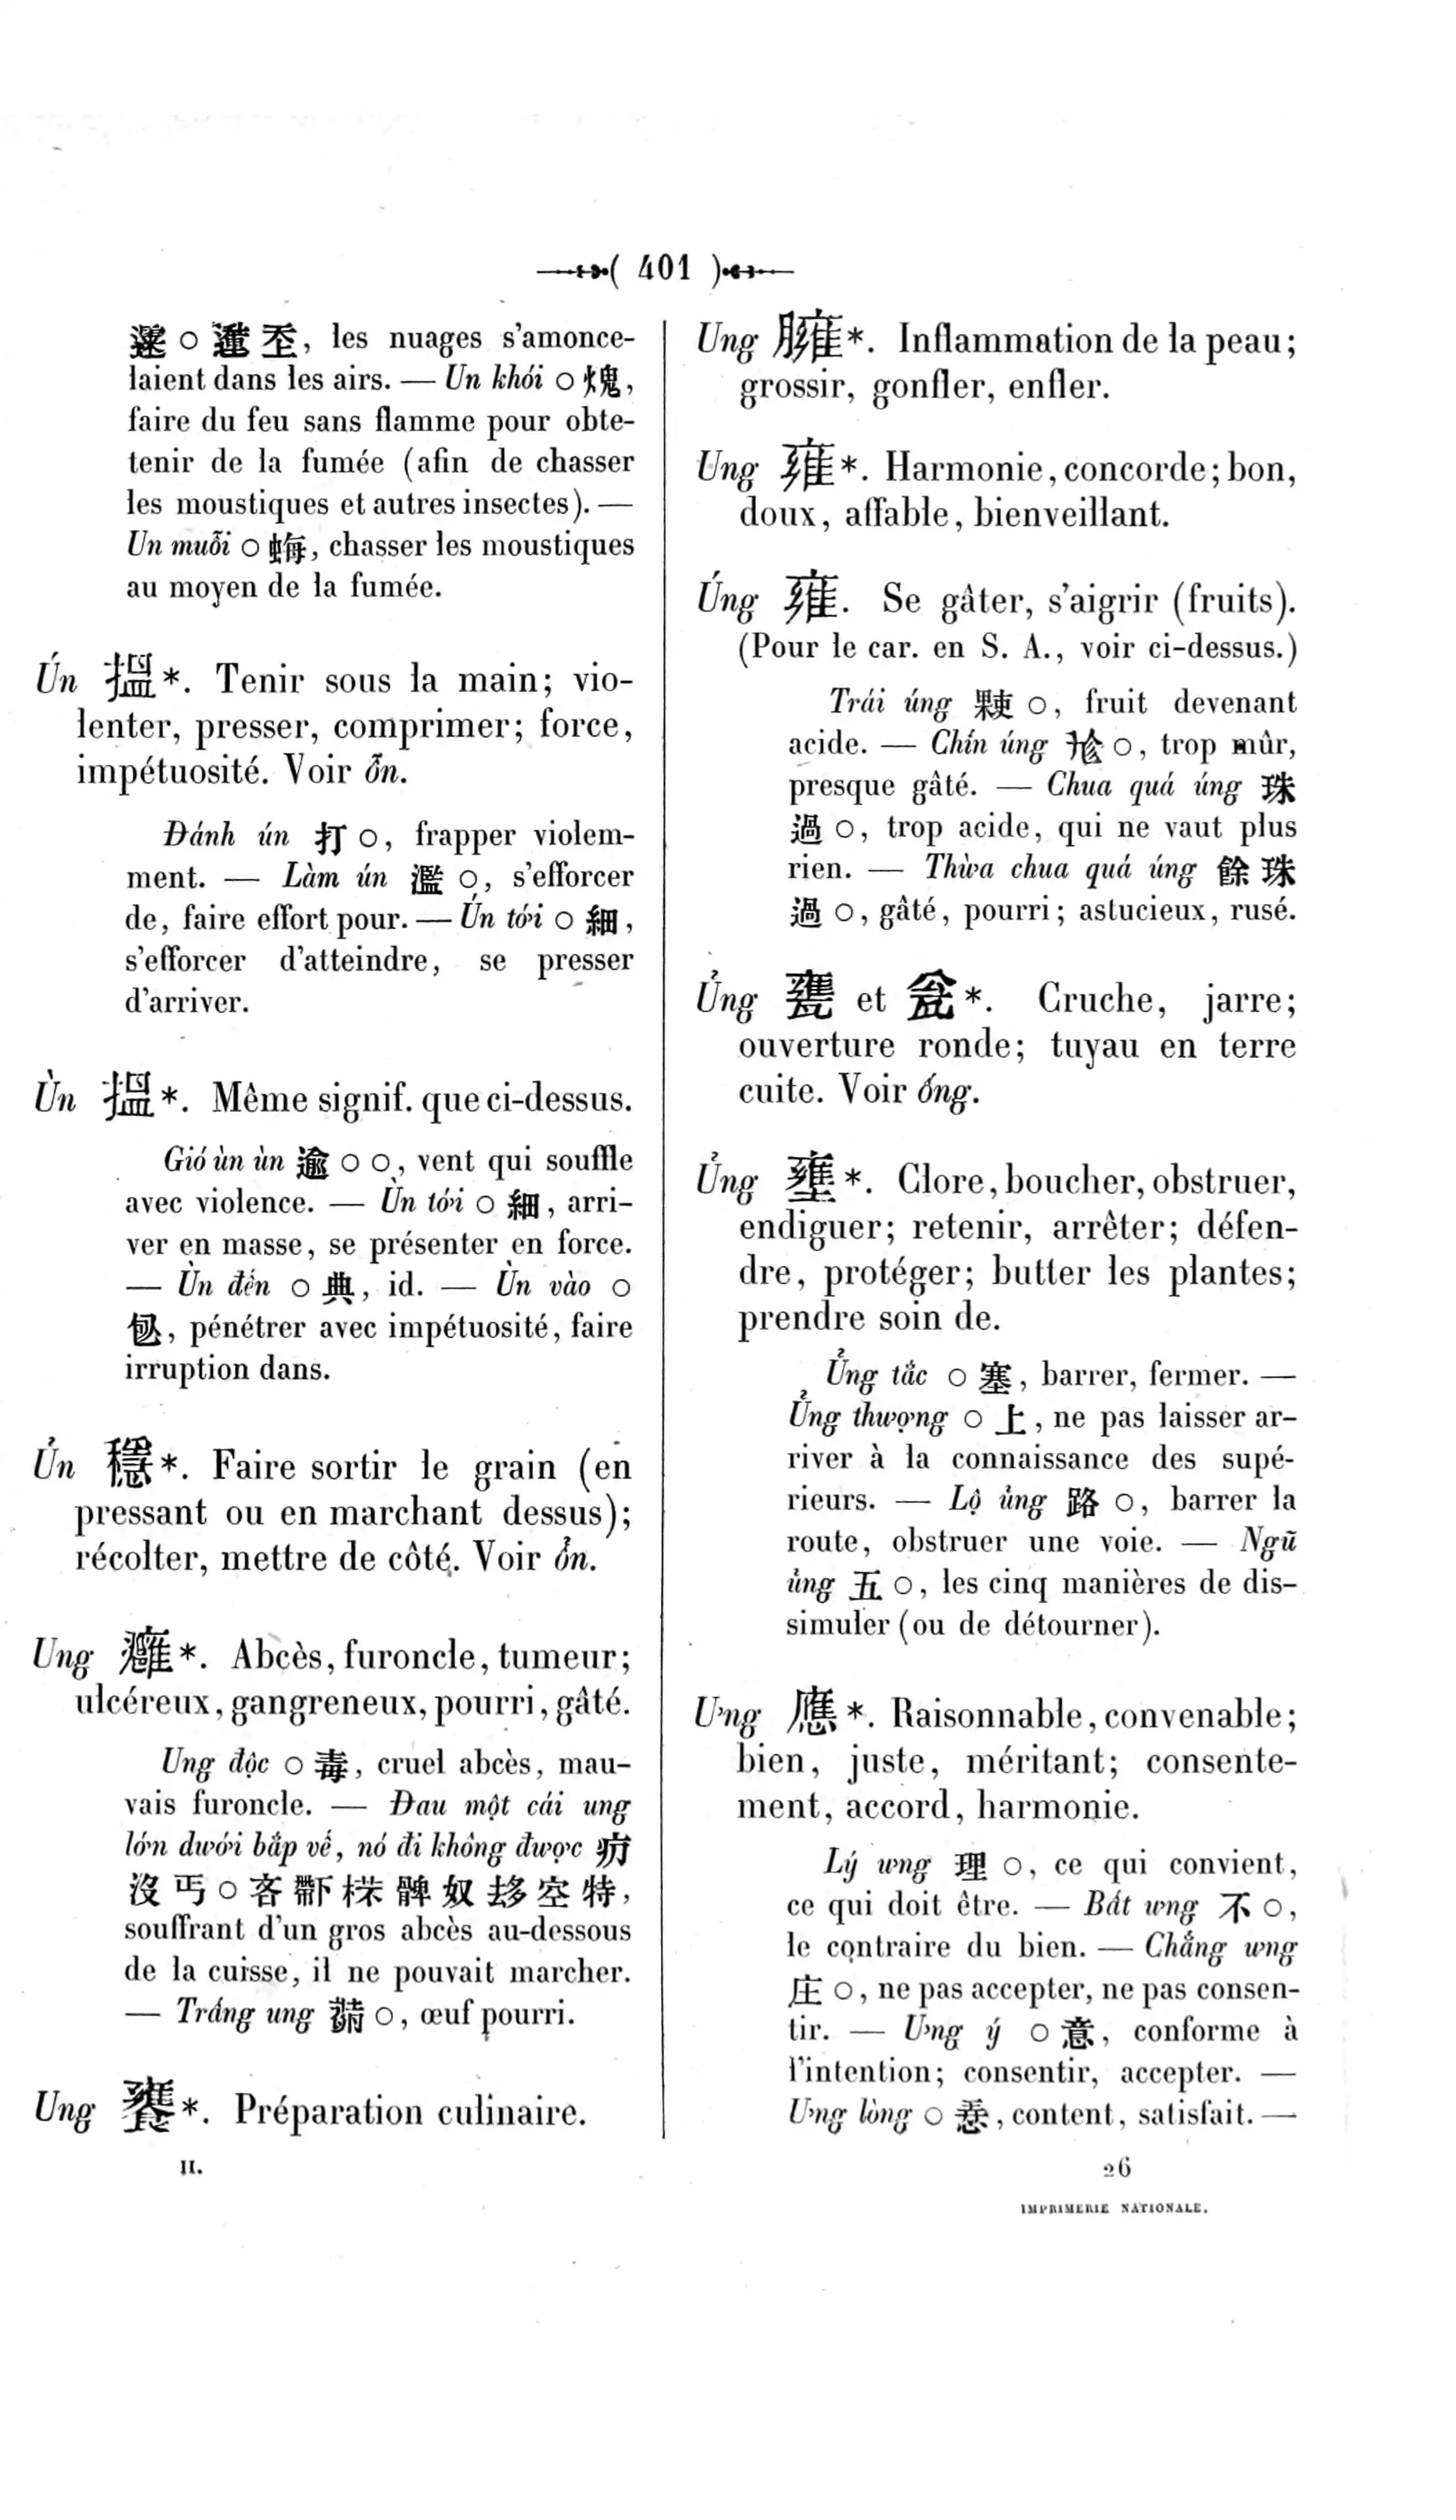 ( 401 )
○, les nuages s'amonce-
laient dans les airs. — Un khói ○ 塊,
faire du feu sans flamme pour obte-
tenir de la fumée (afin de chasser
les moustiques et autres insectes). —
Un muỗi ○ 𧋟, chasser les moustiques
au moyen de la fumée.
Ún 搵*. Tenir sous la main; vio-
lenter, presser, comprimer; force,
impétuosité. Voir ổn.
Đánh ún 打 ○, frapper violem-
ment. — Làm ún 濫 ○, s'efforcer
de, faire effort pour. — Ún tới ○ 細,
s'efforcer d'atteindre, se presser
d'arriver.
Ùn 搵*. Même signif. que ci-dessus.
Gió ùn ùn ○ ○, vent qui souffle
avec violence. — Ùn tới ○ 細, arri-
ver en masse, se présenter en force.
— Ùn đến ○ 典, id. — Ùn vào ○
, pénétrer avec impétuosité, faire
irruption dans.
Ủn 穩*. Faire sortir le grain (en
pressant ou en marchant dessus);
récolter, mettre de côté. Voir ổn.
Ung 癰*. Abcès, furoncle, tumeur;
ulcéreux, gangreneux, pourri, gâté.
Ung độc ○ 毒, cruel abcès, mau-
vais furoncle. — Đau một cái ung
lớn dưới bắp vế, nó đi không được
沒 丐 ○ 吝 髀 奴 空 特,
souffrant d'un gros abcès au-dessous
de la cuisse, il ne pouvait marcher.
— Trứng ung ○, œuf pourri.
Ung 饔*. Préparation culinaire.
II.
Ung 臃*. Inflammation de la peau;
grossir, gonfler, enfler.
Ung 雍*. Harmonie, concorde; bon,
doux, affable, bienveillant.
Úng 雍. Se gâter, s'aigrir (fruits).
(Pour le car. en S. A., voir ci-dessus.)
Trái úng ○, fruit devenant
acide. — Chín úng ○, trop mûr,
presque gâté. — Chua quá úng 珠
過 ○, trop acide, qui ne vaut plus
rien. — Thừa chua quá úng 餘 珠
過 ○, gâté, pourri; astucieux, rusé.
Ủng 甕 et 瓮*. Cruche, jarre;
ouverture ronde; tuyau en terre
cuite. Voir óng.
Ủng 壅*. Clore, boucher, obstruer,
endiguer; retenir, arrêter; défen-
dre, protéger; butter les plantes;
prendre soin de.
Ủng tắc ○ 塞, barrer, fermer. —
Ủng thượng ○ 上, ne pas laisser ar-
river à la connaissance des supé-
rieurs. — Lộ ủng 路 ○, barrer la
route, obstruer une voie. — Ngũ
ủng 五 ○, les cinq manières de dis-
simuler (ou de détourner).
Ưng 應*. Raisonnable, convenable;
bien, juste, méritant; consente-
ment, accord, harmonie.
Lý ưng 理 ○, ce qui convient,
ce qui doit être. — Bất ưng 不 ○,
le contraire du bien. — Chẳng ưng
庄 ○, ne pas accepter, ne pas consen-
tir. — Ưng ý ○ 意, conforme à
l'intention; consentir, accepter. —
Ưng lòng ○, content, satisfait. —
26
IMPRIMERIE NATIONALE.